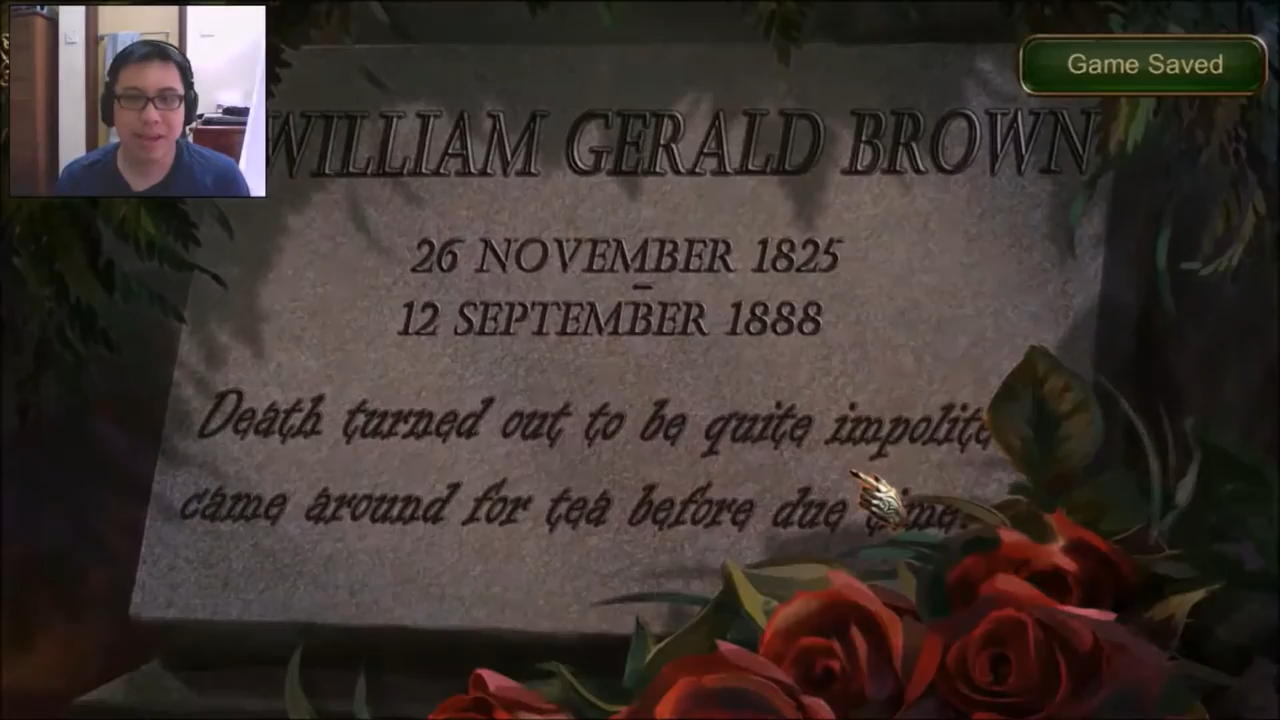 Game Saved
WILLIAM GERALD BROWN
26 NOVEMBER 1825
–
12 SEPTEMBER 1888
Death turned out to be quite impolite
came around for tea before due time.